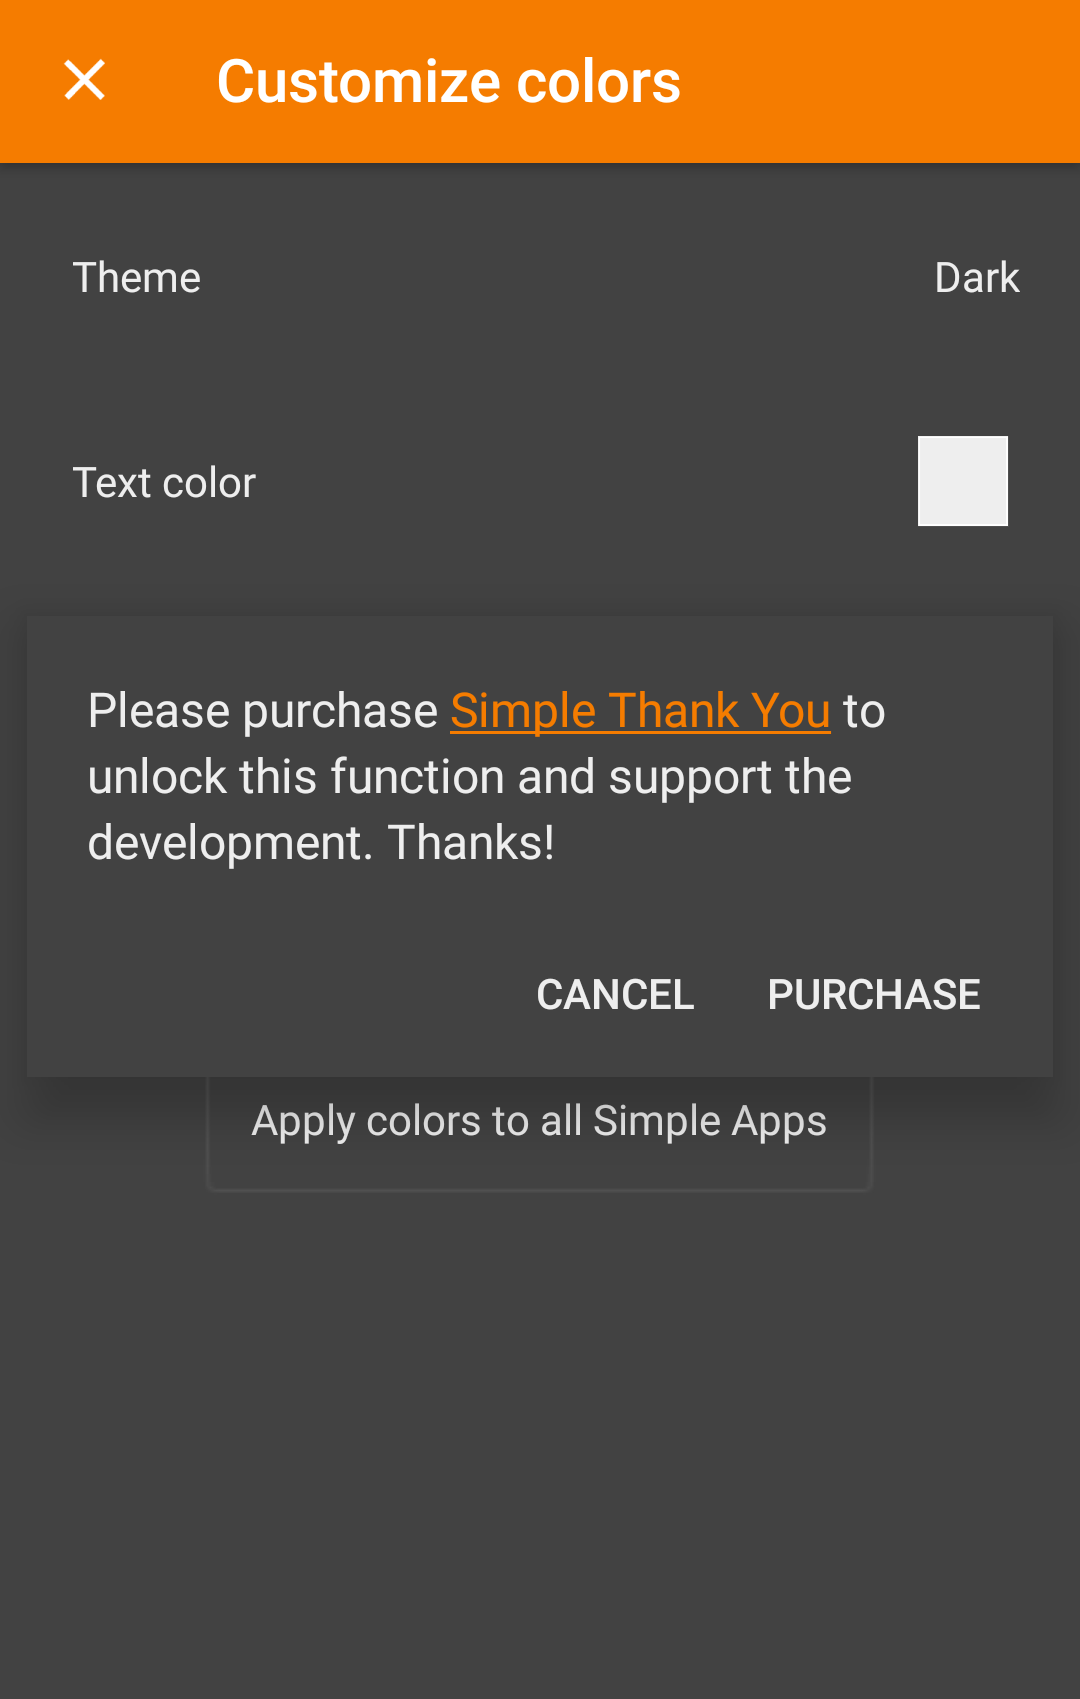 Customize colors
Theme
Dark
Text color
Please purchase Simple Thank You to
unlock this function and support the
development. Thanks!
CANCEL
PURCHASE
Apply colors to all Simple Apps